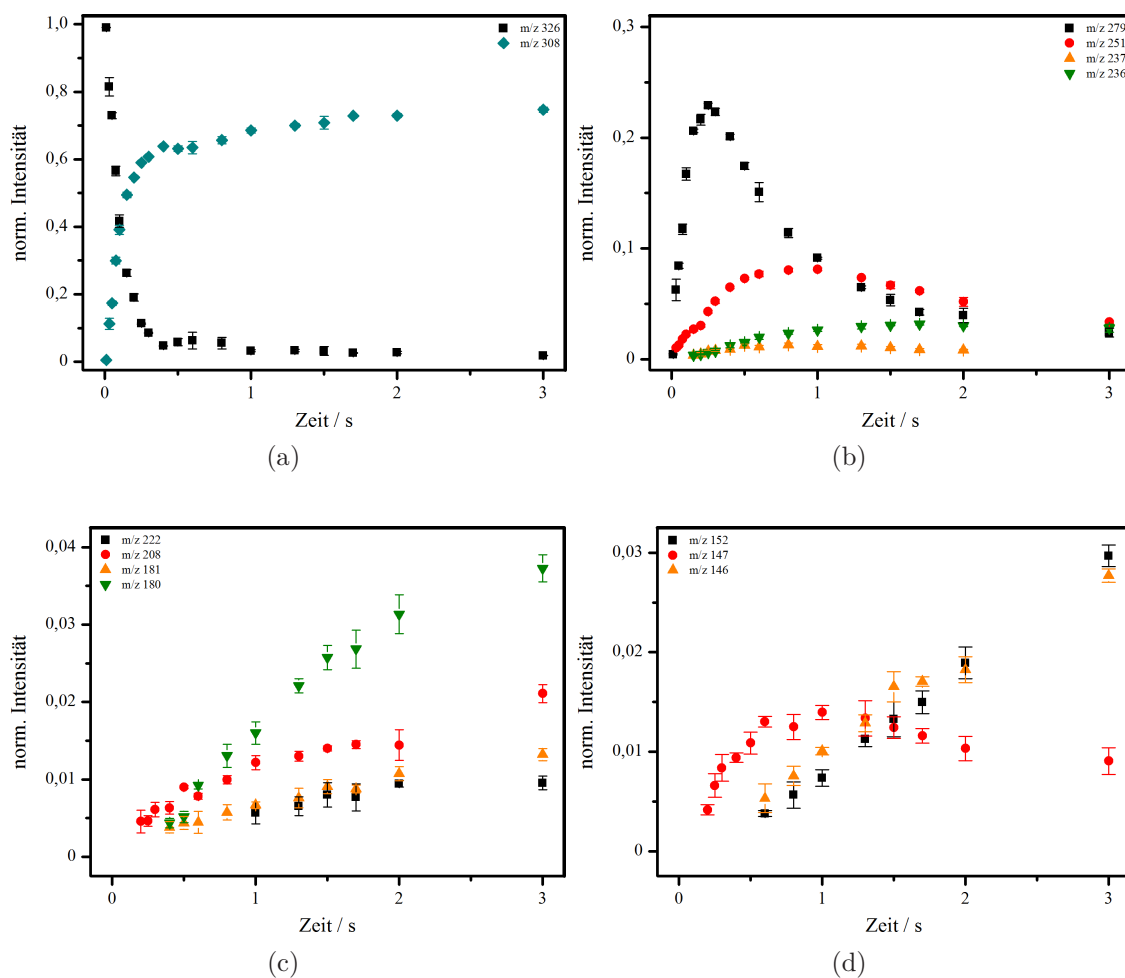 1,0
0,8
0,6
0,4
0,2
0
norm. Intensität
m/z 326
m/z 308
0 1 2 3
Zeit / s
(a)
0,3
0,2
0,1
0
norm. Intensität
m/z 279
m/z 251
m/z 237
m/z 236
0 1 2 3
Zeit / s
(b)
0,04
0,03
0,02
0,01
0
norm. Intensität
m/z 222
m/z 208
m/z 181
m/z 180
0 1 2 3
Zeit / s
(c)
0,03
0,02
0,01
0
norm. Intensität
m/z 152
m/z 147
m/z 146
0 1 2 3
Zeit / s
(d)